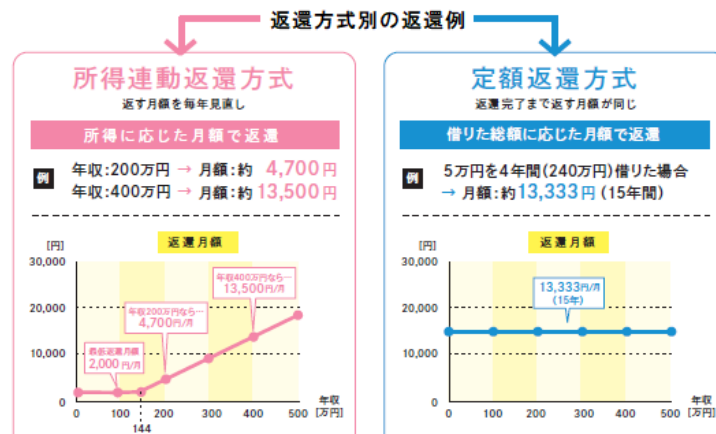 返還方式別の返還例
所得連動返還方式
返す月額を毎年見直し
所得に応じた月額で返還
例
年収:200万円 → 月額:約 4,700円
年収:400万円 → 月額:約 13,500円
返還月額
[円]
30,000
20,000
10,000
0
最低返還月額
2,000円/月
年収200万円なら…
4,700円/月
年収400万円なら…
13,500円/月
0 100 200 300 400 500
144
年収
[万円]
定額返還方式
返還完了まで返す月額が同じ
借りた総額に応じた月額で返還
例
5万円を4年間(240万円)借りた場合
→ 月額:約13,333円 (15年間)
返還月額
[円]
30,000
20,000
10,000
0
13,333円/月
(15年)
0 100 200 300 400 500
年収
[万円]